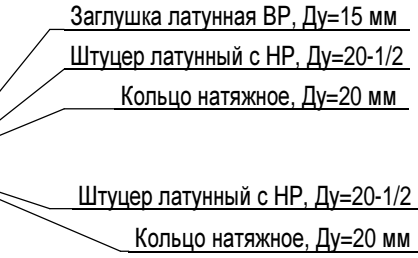 Заглушка латунная ВР, Ду=15 мм
Штуцер латунный с НР, Ду=20-1/2
Кольцо натяжное, Ду=20 мм
Штуцер латунный с НР, Ду=20-1/2
Кольцо натяжное, Ду=20 мм